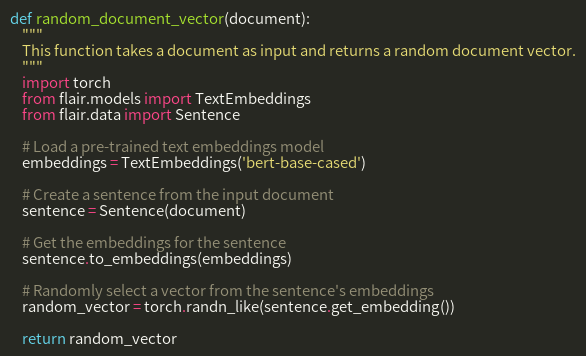 def random_document_vector(document):
    """
    This function takes a document as input and returns a random document vector.
    """
    import torch
    from flair.models import TextEmbeddings
    from flair.data import Sentence

    # Load a pre-trained text embeddings model
    embeddings = TextEmbeddings('bert-base-cased')

    # Create a sentence from the input document
    sentence = Sentence(document)

    # Get the embeddings for the sentence
    sentence.to_embeddings(embeddings)

    # Randomly select a vector from the sentence's embeddings
    random_vector = torch.randn_like(sentence.get_embedding())

    return random_vector